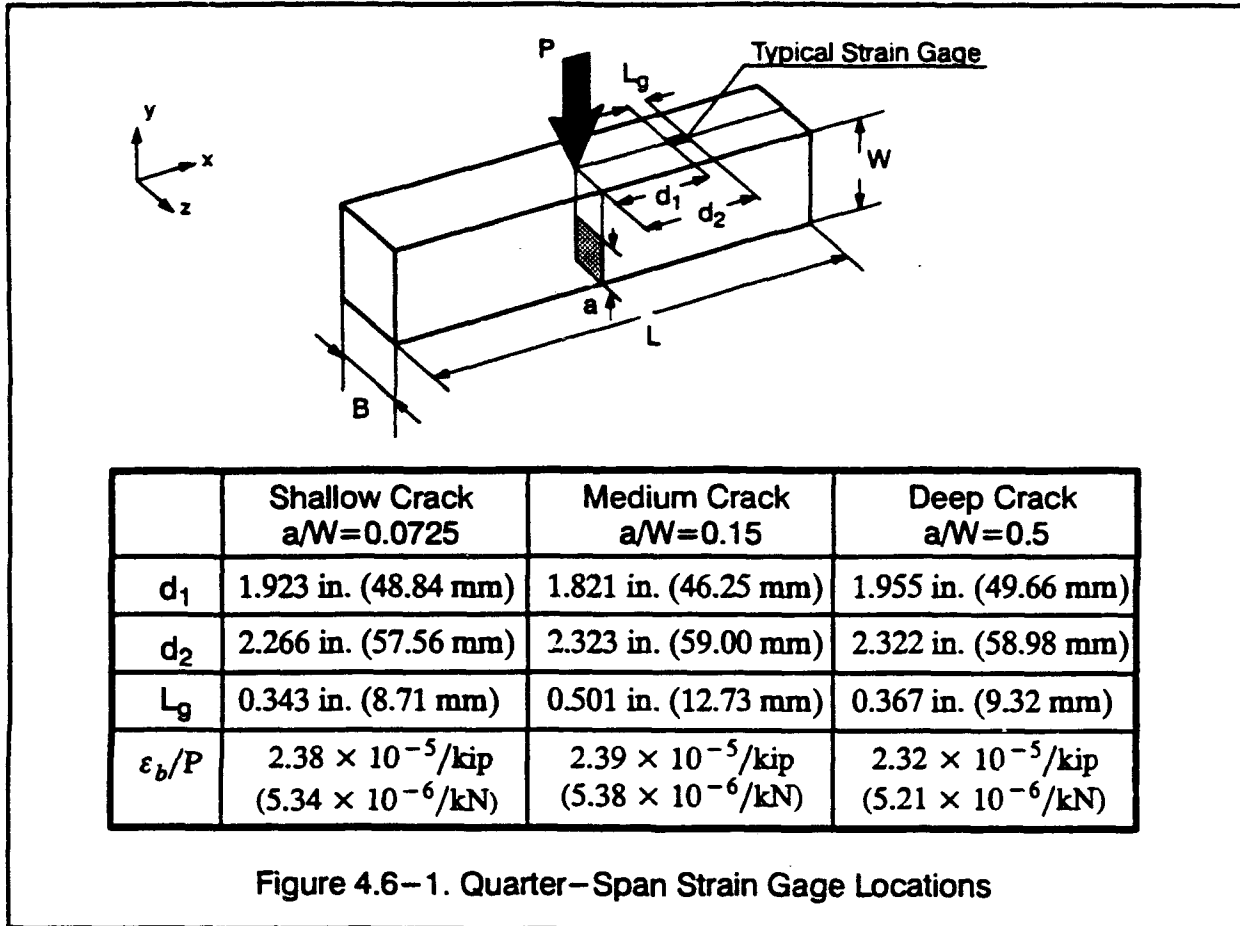 P
Typical Strain Gage
Lg
y
x
z
W
d1
d2
a
L
B
Shallow Crack Medium Crack Deep Crack
a/W=0.0725 a/W=0.15 a/W=0.5
d1 1.923 in. (48.84 mm) 1.821 in. (46.25 mm) 1.955 in. (49.66 mm)
d2 2.266 in. (57.56 mm) 2.323 in. (59.00 mm) 2.322 in. (58.98 mm)
Lg 0.343 in. (8.71 mm) 0.501 in. (12.73 mm) 0.367 in. (9.32 mm)
εb/P 2.38 × 10⁻⁵/kip 2.39 × 10⁻⁵/kip 2.32 × 10⁻⁵/kip
(5.34 × 10⁻⁶/kN) (5.38 × 10⁻⁶/kN) (5.21 × 10⁻⁶/kN)
Figure 4.6–1. Quarter–Span Strain Gage Locations